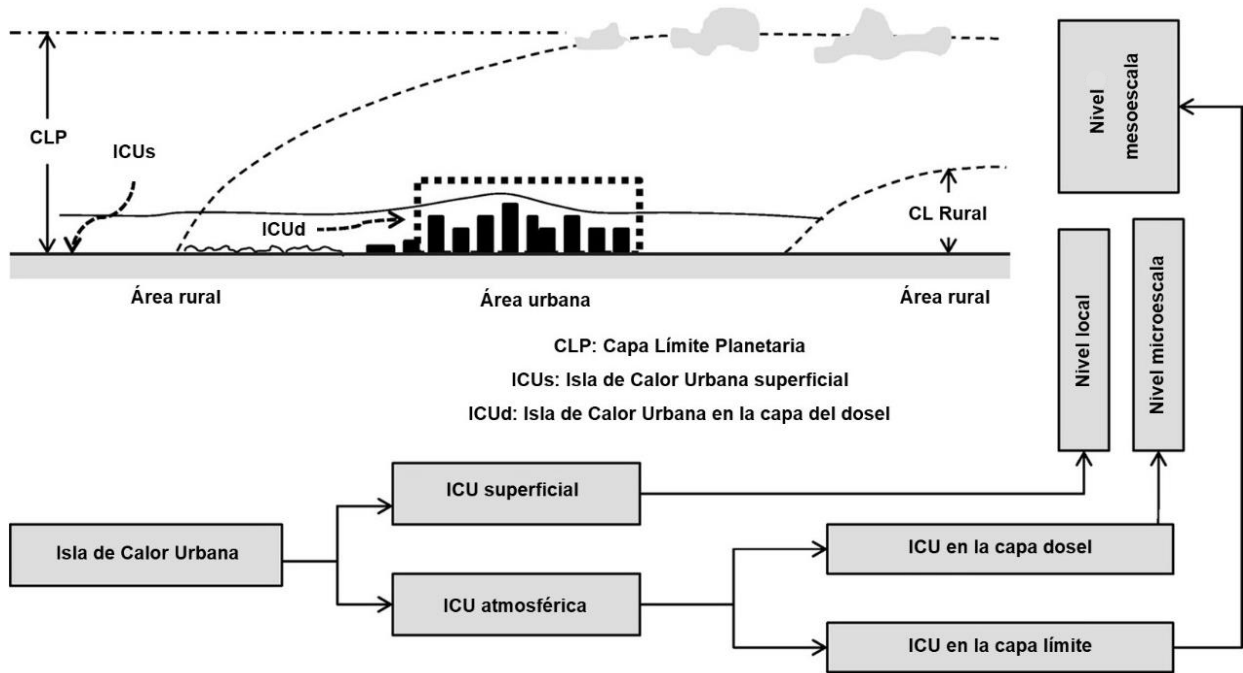 CLP
ICUs
ICUd
CL Rural
Área rural
Área urbana
Área rural
CLP: Capa Límite Planetaria
ICUs: Isla de Calor Urbana superficial
ICUd: Isla de Calor Urbana en la capa del dosel
Nivel
mesoescala
Nivel local
Nivel microescala
Isla de Calor Urbana
ICU superficial
ICU atmosférica
ICU en la capa dosel
ICU en la capa límite